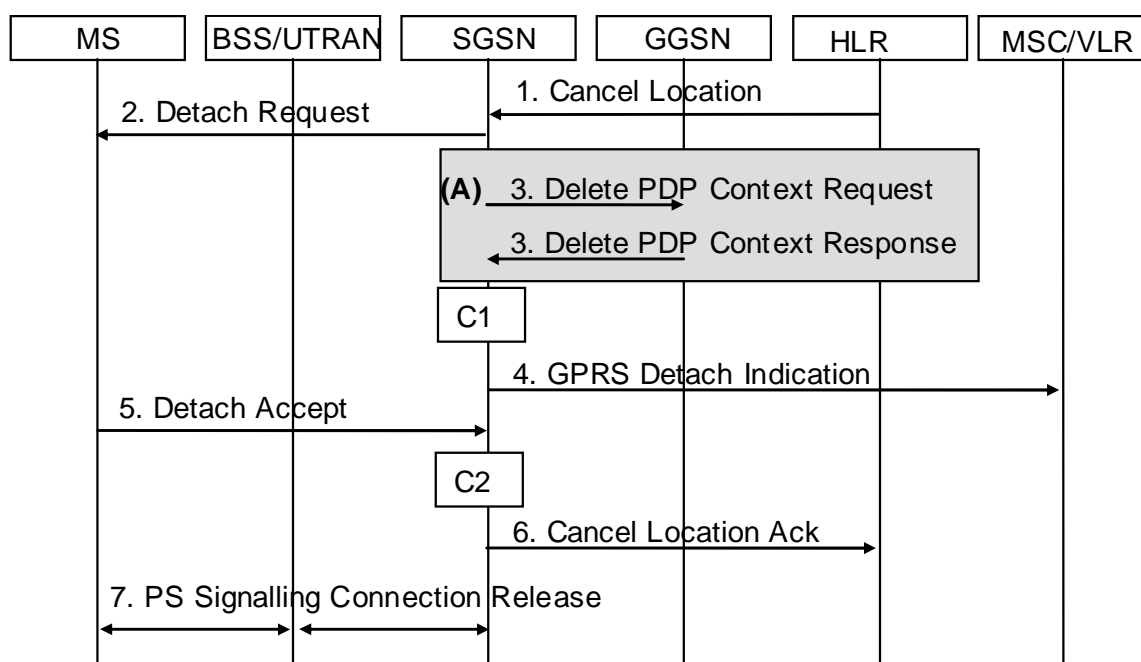 MS BSS/UTRAN SGSN GGSN HLR MSC/VLR
1. Cancel Location
2. Detach Request
(A) 3. Delete PDP Context Request
3. Delete PDP Context Response
C1
4. GPRS Detach Indication
5. Detach Accept
C2
6. Cancel Location Ack
7. PS Signalling Connection Release